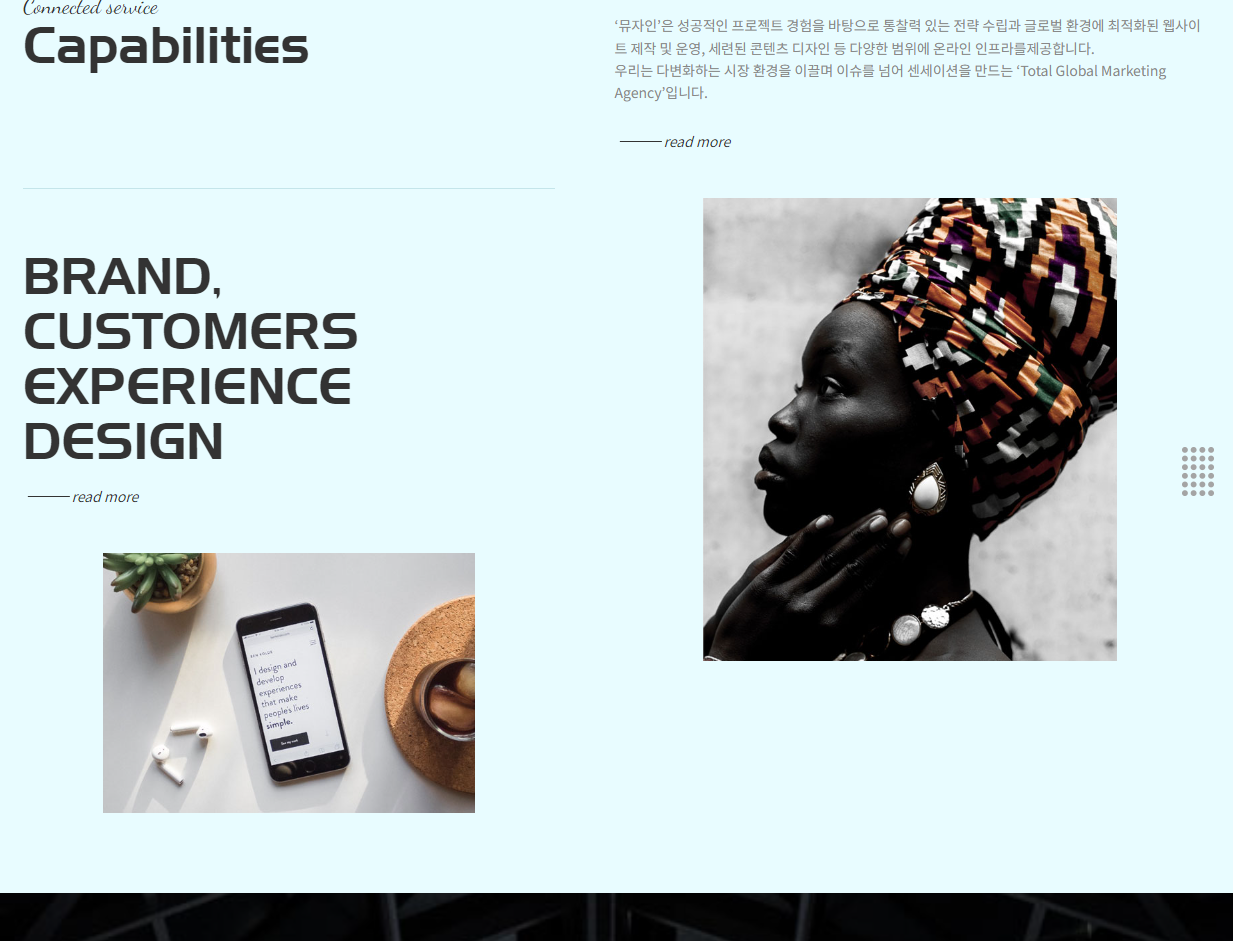 Connected service
Capabilities
‘뮤자인’은 성공적인 프로젝트 경험을 바탕으로 통찰력 있는 전략 수립과 글로벌 환경에 최적화된 웹사이
트 제작 및 운영, 세련된 콘텐츠 디자인 등 다양한 범위에 온라인 인프라를제공합니다.
우리는 다변화하는 시장 환경을 이끌며 이슈를 넘어 센세이션을 만드는 ‘Total Global Marketing
Agency’입니다.
read more
BRAND,
CUSTOMERS
EXPERIENCE
DESIGN
read more
I design and
develop
experiences
that make
people's lives
simple.